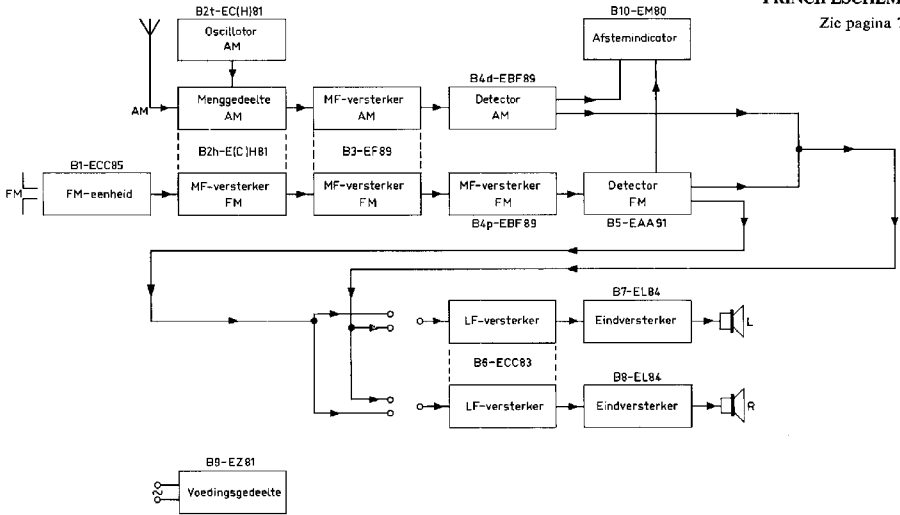 PRINCIPESCHEM
Zie pagina 7
B2t-EC(H)81
Oscillator
AM
B10-EM80
Afstemindicator
AM
Menggedeelte
AM
MF-versterker
AM
B4d-EBF89
Detector
AM
B2h-E(C)H81
B3-EF89
B1-ECC85
FM
FM-eenheid
MF-versterker
FM
MF-versterker
FM
MF-versterker
FM
B4p-EBF89
Detector
FM
B5-EAA91
B7-EL84
LF-versterker
Eindversterker
L
B6-ECC83
B8-EL84
LF-versterker
Eindversterker
R
B9-EZ81
Voedingsgedeelte